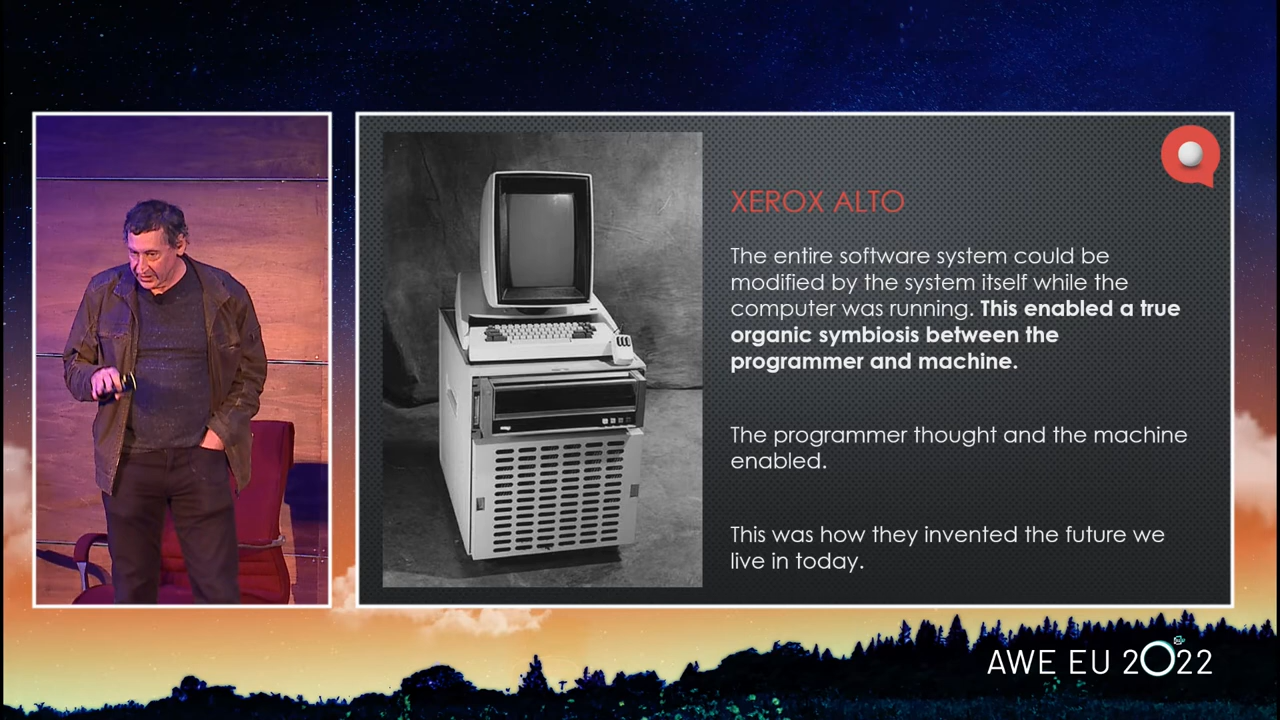 XEROX ALTO
The entire software system could be
modified by the system itself while the
computer was running. This enabled a true
organic symbiosis between the
programmer and machine.
The programmer thought and the machine
enabled.
This was how they invented the future we
live in today.
AWE EU 2022